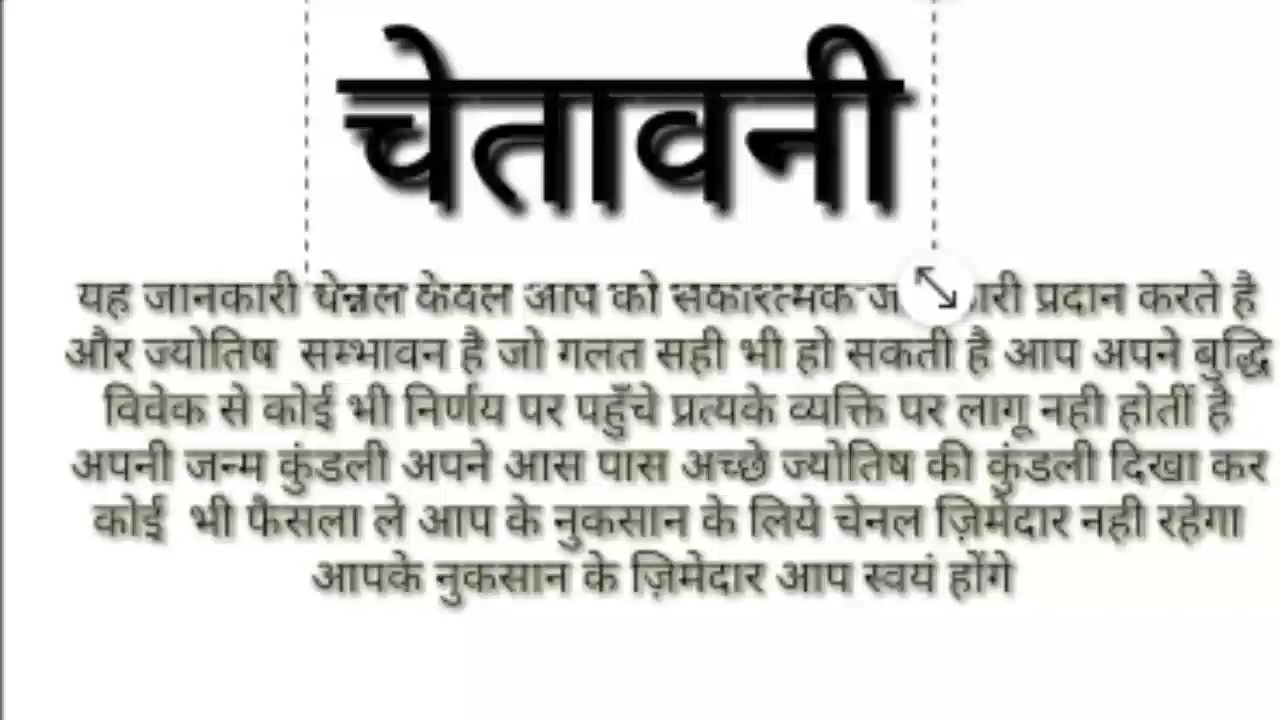 चेतावनी
यह जानकारी चेन्नल केवल आप को सकारत्मक प्रदान करते है
और ज्योतिष सम्भावन है जो गलत सही भी हो सकती है आप अपने बुद्धि
विवेक से कोई भी निर्णय पर पहुँचे प्रत्यके व्यक्ति पर लागू नही होतीं है
अपनी जन्म कुंडली अपने आस पास अच्छे ज्योतिष की कुंडली दिखा कर
कोई भी फैसला ले आप के नुकसान के लिये चेनल ज़िमेदार नही रहेगा
आपके नुकसान के ज़िमेदार आप स्वयं होंगे